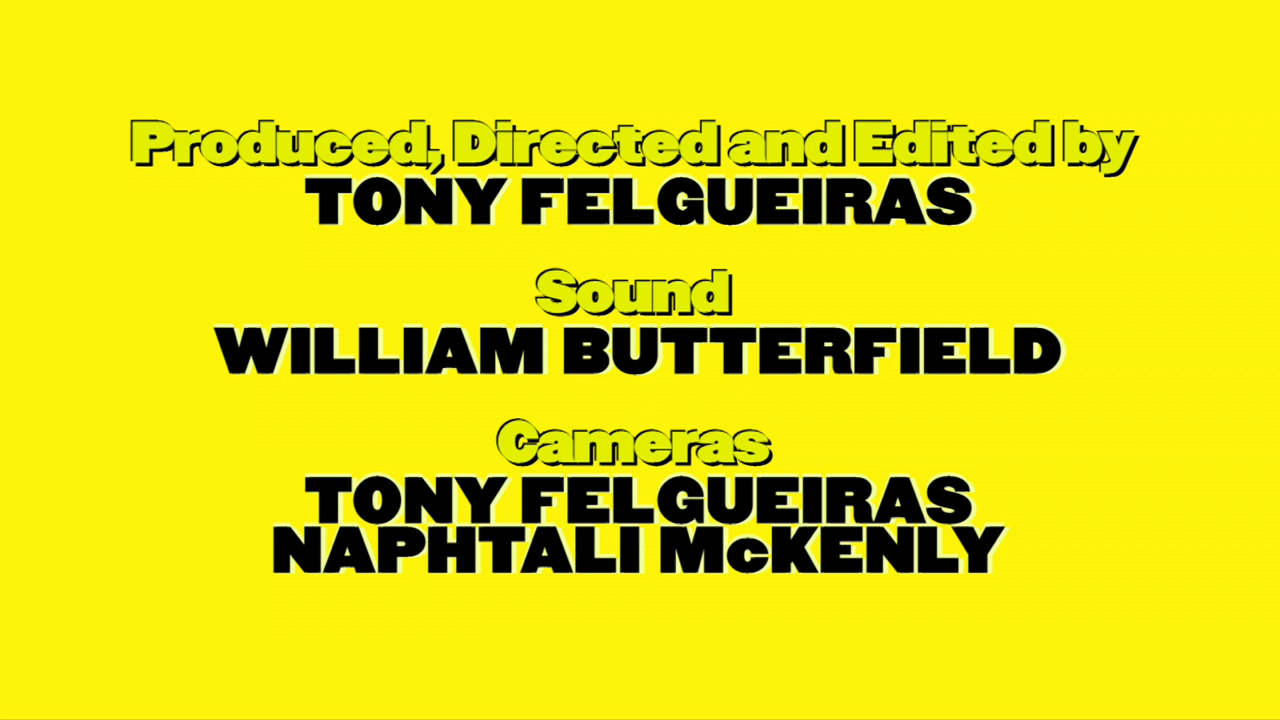 Produced, Directed and Edited by
TONY FELGUEIRAS
Sound
WILLIAM BUTTERFIELD
Cameras
TONY FELGUEIRAS
NAPHTALI McKENLY